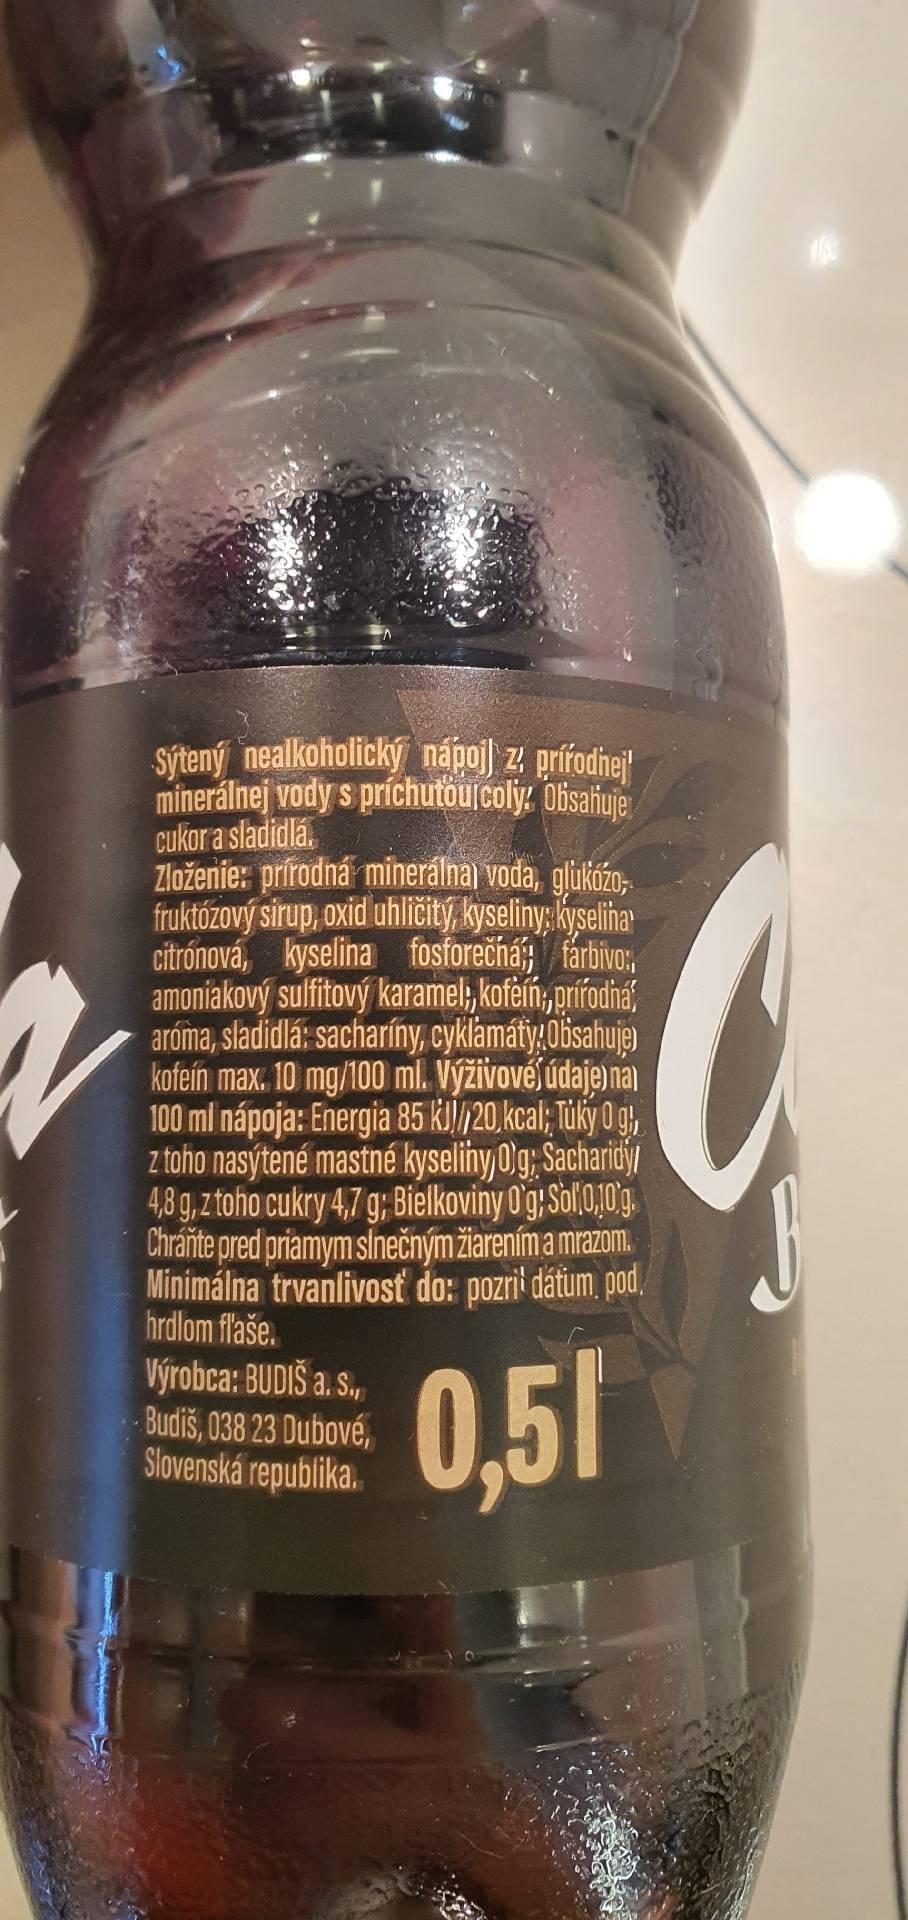 Sýtený nealkoholický nápoj z prírodnej
minerálnej vody s príchuťou coly. Obsahuje
cukor a sladidlá.
Zloženie: prírodná minerálna voda, glukózo-
fruktózový sirup, oxid uhličitý, kyseliny: kyselina
citrónová, kyselina fosforečná; farbivo:
amoniakový sulfitový karamel; kofeín, prírodná
aróma, sladidlá: sacharíny, cyklamáty. Obsahuje
kofeín max. 10 mg/100 ml. Výživové údaje na
100 ml nápoja: Energia 85 kJ / 20 kcal; Tuky 0 g,
z toho nasýtené mastné kyseliny 0 g; Sacharidy
4,8 g, z toho cukry 4,7 g; Bielkoviny 0 g; Soľ 0,10 g.
Chráňte pred priamym slnečným žiarením a mrazom.
Minimálna trvanlivosť do: pozri dátum pod
hrdlom fľaše.
Výrobca: BUDIŠ a. s.,
Budiš, 038 23 Dubové,
Slovenská republika.
0,5l